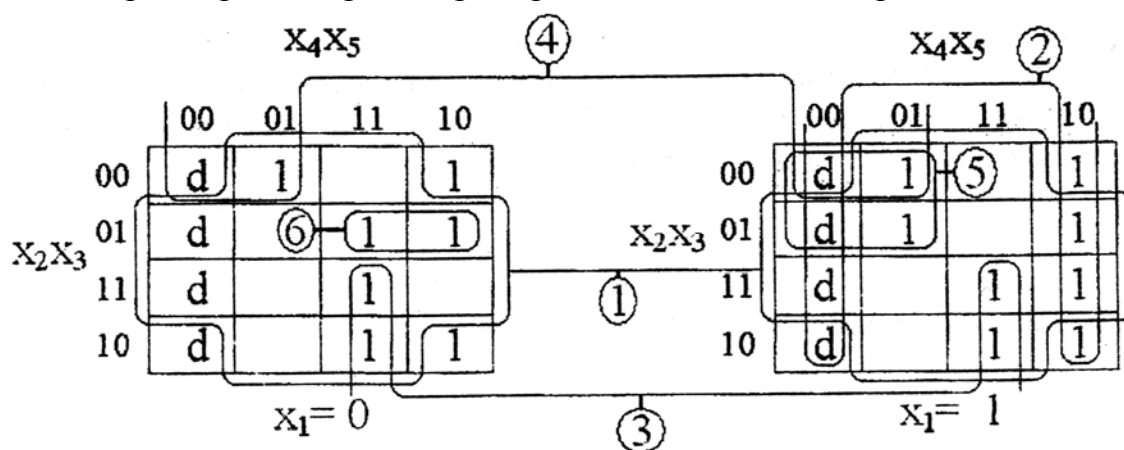 ④
X₄X₅ X₄X₅ ②
00 01 11 10 00 01 11 10
00 d 1 1 00 d 1 ⑤ 1
X₂X₃ 01 d ⑥ 1 1 X₂X₃ 01 d 1 1
11 d 1 ① 11 d 1 1
10 d 1 1 10 d 1 1
x₁= 0 x₁= 1
③